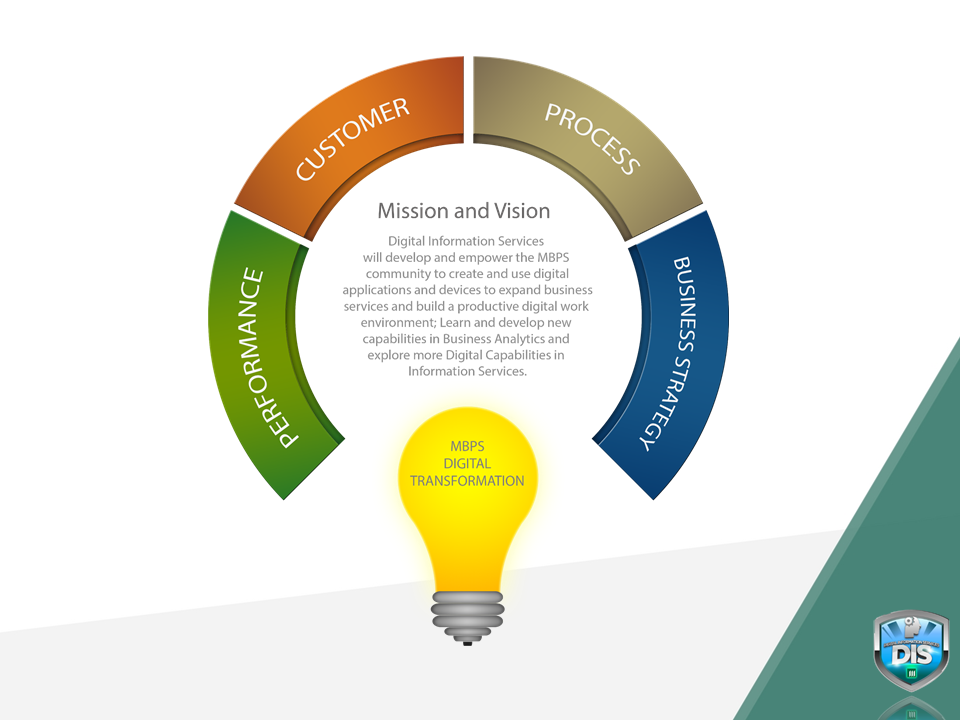 CUSTOMER
PROCESS
PERFORMANCE
BUSINESS STRATEGY
Mission and Vision
Digital Information Services
will develop and empower the MBPS
community to create and use digital
applications and devices to expand business
services and build a productive digital work
environment; Learn and develop new
capabilities in Business Analytics and
explore more Digital Capabilities in
Information Services.
MBPS
DIGITAL
TRANSFORMATION
DIS